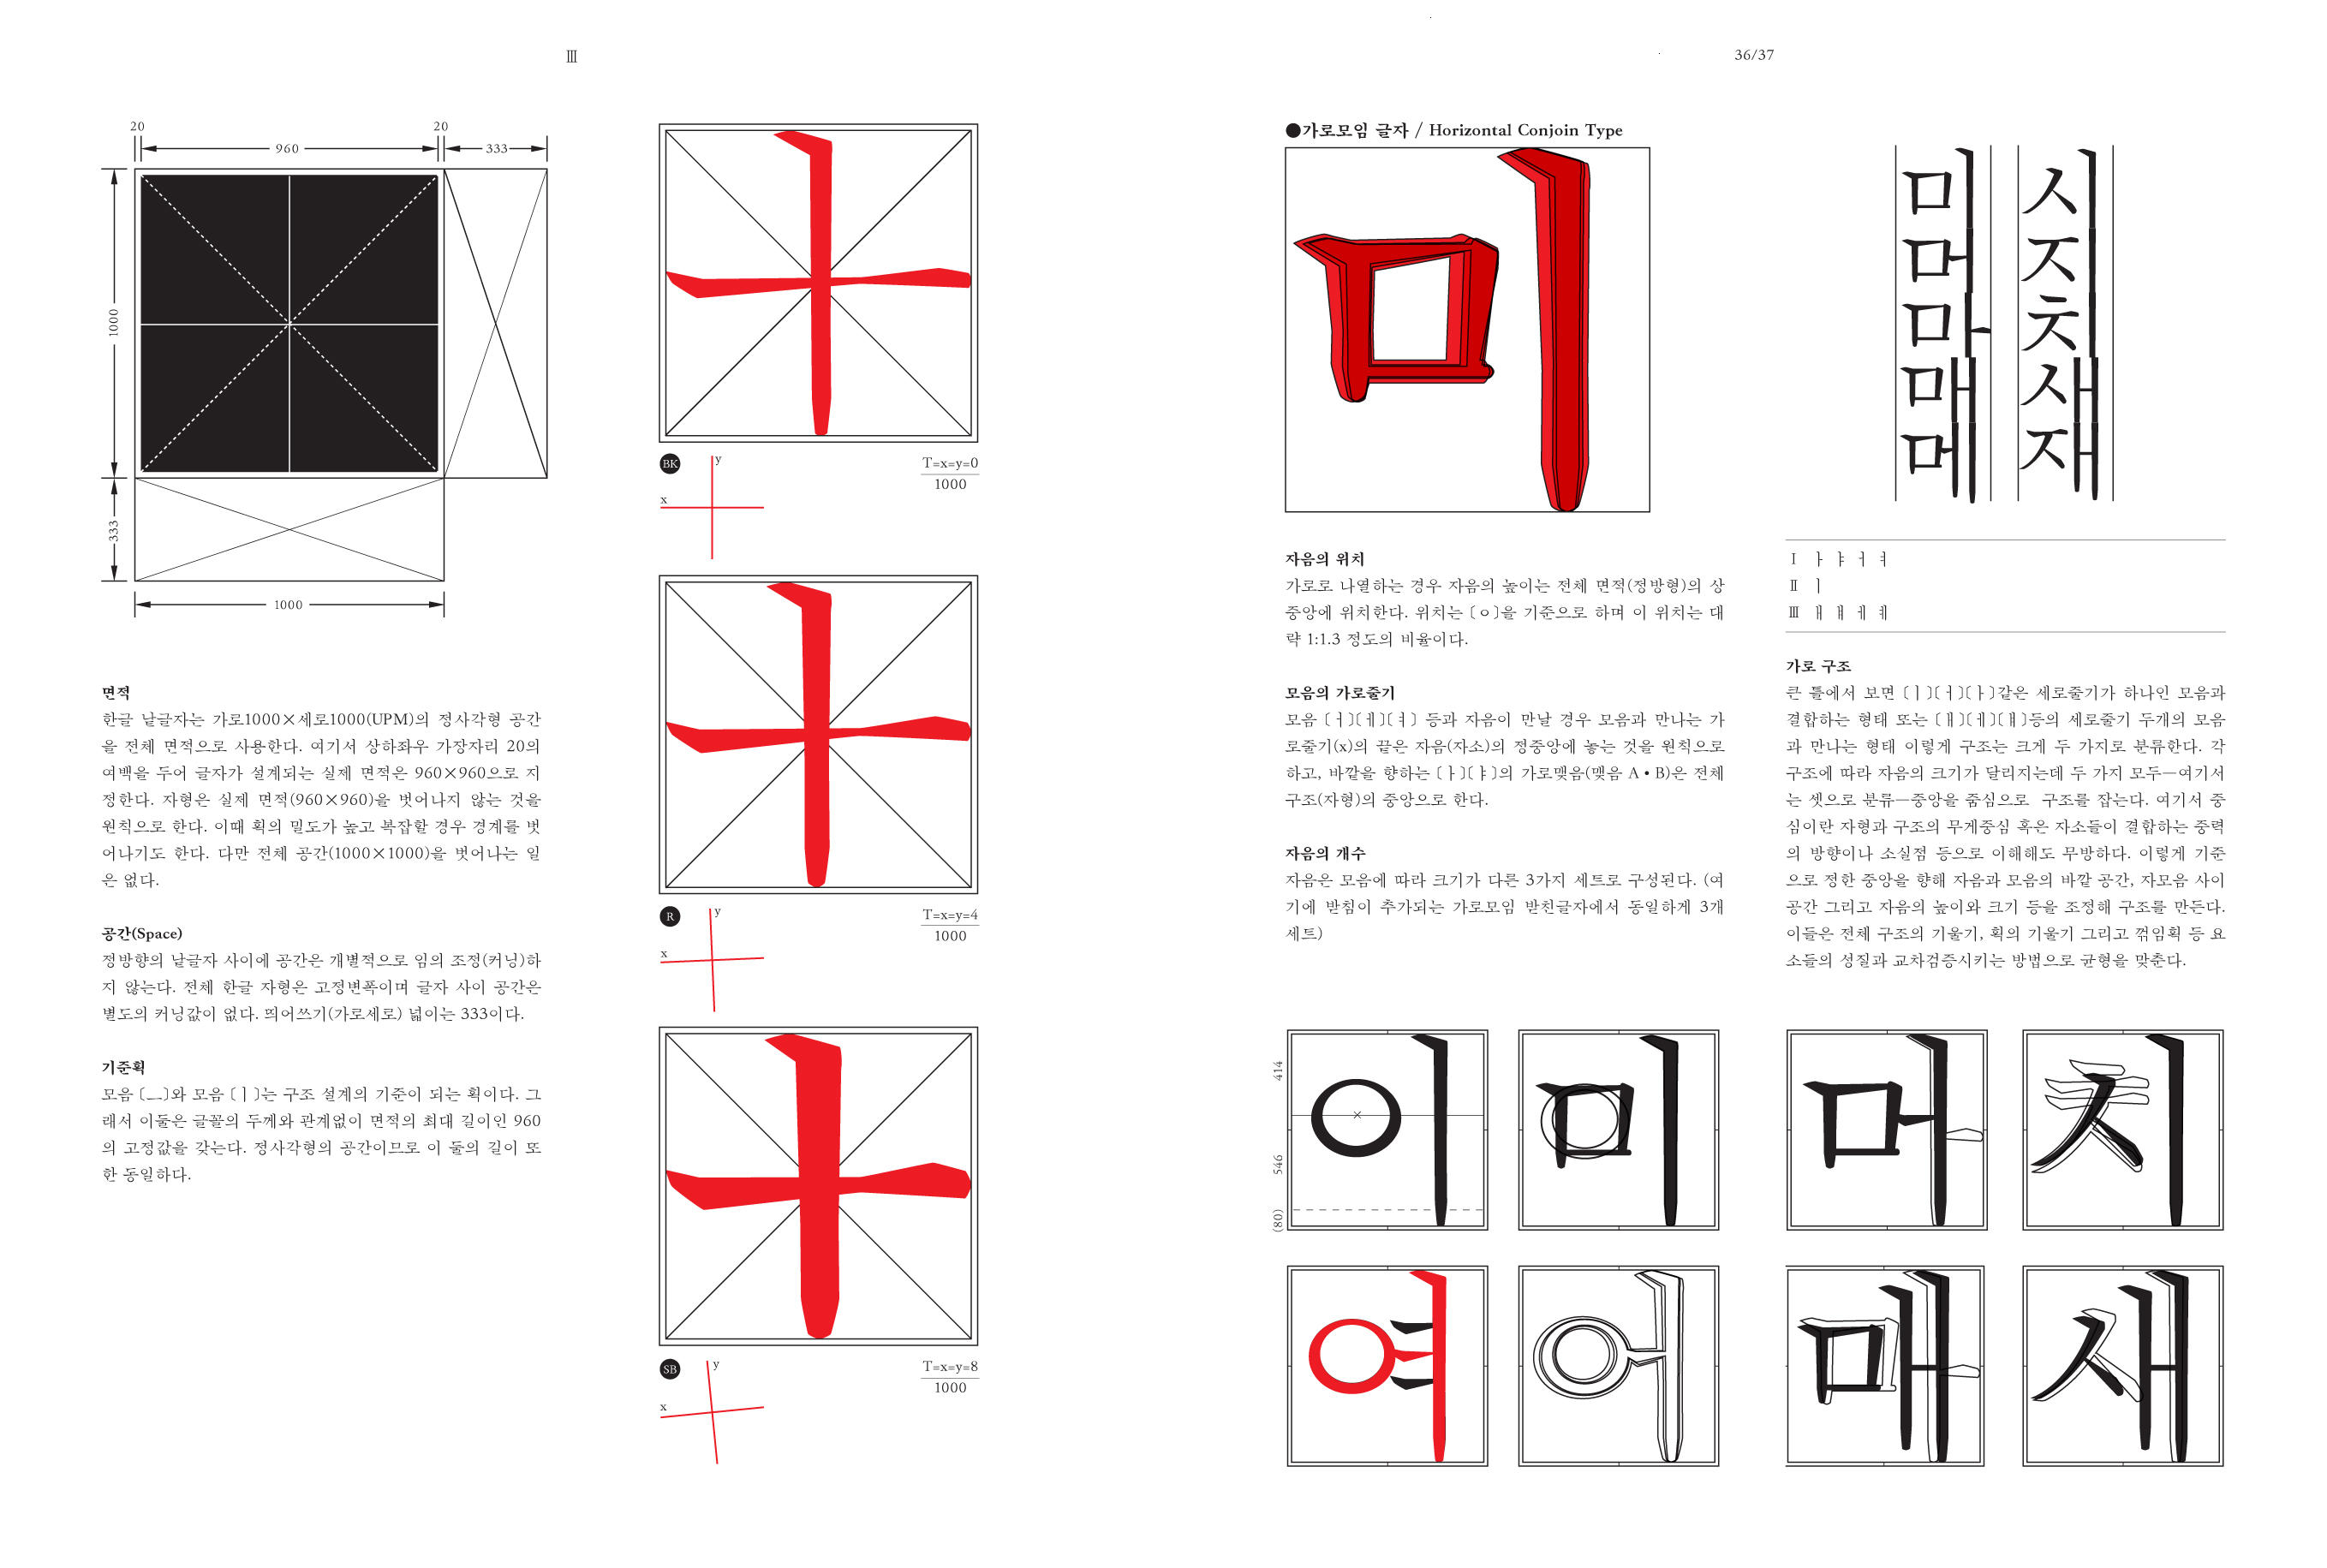 Ⅲ
36/37
20
20
960
333
1000
333
1000
면적
한글 낱글자는 가로1000×세로1000(UPM)의 정사각형 공간
을 전체 면적으로 사용한다. 여기서 상하좌우 가장자리 20의
여백을 두어 글자가 설계되는 실제 면적은 960×960으로 지
정한다. 자형은 실제 면적(960×960)을 벗어나지 않는 것을
원칙으로 한다. 이때 획의 밀도가 높고 복잡할 경우 경계를 벗
어나기도 한다. 다만 전체 공간(1000×1000)을 벗어나는 일
은 없다.
공간(Space)
정방향의 낱글자 사이에 공간은 개별적으로 임의 조정(커닝)하
지 않는다. 전체 한글 자형은 고정변폭이며 글자 사이 공간은
별도의 커닝값이 없다. 띄어쓰기(가로세로) 넓이는 333이다.
기준획
모음〔ㅡ〕와 모음〔ㅣ〕는 구조 설계의 기준이 되는 획이다. 그
래서 이둘은 글꼴의 두께와 관계없이 면적의 최대 길이인 960
의 고정값을 갖는다. 정사각형의 공간이므로 이 둘의 길이 또
한 동일하다.
BK
y
x
T=x=y=0
1000
R
y
x
T=x=y=4
1000
SB
y
x
T=x=y=8
1000
●가로모임 글자 / Horizontal Conjoin Type
미
자음의 위치
가로로 나열하는 경우 자음의 높이는 전체 면적(정방형)의 상
중앙에 위치한다. 위치는〔ㅇ〕을 기준으로 하며 이 위치는 대
략 1:1.3 정도의 비율이다.
모음의 가로줄기
모음〔ㅓ〕〔ㅔ〕〔ㅕ〕등과 자음이 만날 경우 모음과 만나는 가
로줄기(x)의 끝은 자음(자소)의 정중앙에 놓는 것을 원칙으로
하고, 바깥을 향하는〔ㅏ〕〔ㅑ〕의 가로맺음(맺음 A•B)은 전체
구조(자형)의 중앙으로 한다.
자음의 개수
자음은 모음에 따라 크기가 다른 3가지 세트로 구성된다. (여
기에 받침이 추가되는 가로모임 받친글자에서 동일하게 3개
세트)
미
머
마
매
메
시
지
치
새
재
Ⅰ ㅏ ㅑ ㅓ ㅕ
Ⅱ ㅣ
Ⅲ ㅐ ㅒ ㅔ ㅖ
가로 구조
큰 틀에서 보면〔ㅣ〕〔ㅓ〕〔ㅏ〕같은 세로줄기가 하나인 모음과
결합하는 형태 또는〔ㅐ〕〔ㅔ〕〔ㅒ〕등의 세로줄기 두개의 모음
과 만나는 형태 이렇게 구조는 크게 두 가지로 분류한다. 각
구조에 따라 자음의 크기가 달리지는데 두 가지 모두—여기서
는 셋으로 분류—중앙을 줌심으로 구조를 잡는다. 여기서 중
심이란 자형과 구조의 무게중심 혹은 자소들이 결합하는 중력
의 방향이나 소실점 등으로 이해해도 무방하다. 이렇게 기준
으로 정한 중앙을 향해 자음과 모음의 바깥 공간, 자모음 사이
공간 그리고 자음의 높이와 크기 등을 조정해 구조를 만든다.
이들은 전체 구조의 기울기, 획의 기울기 그리고 꺾임획 등 요
소들의 성질과 교차검증시키는 방법으로 균형을 맞춘다.
414
546
(80)
이
미
머
치
여
어
매
새